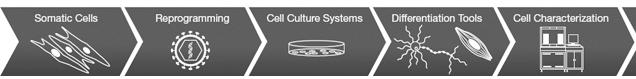 Somatic Cells
Reprogramming
Cell Culture Systems
Differentiation Tools
Cell Characterization